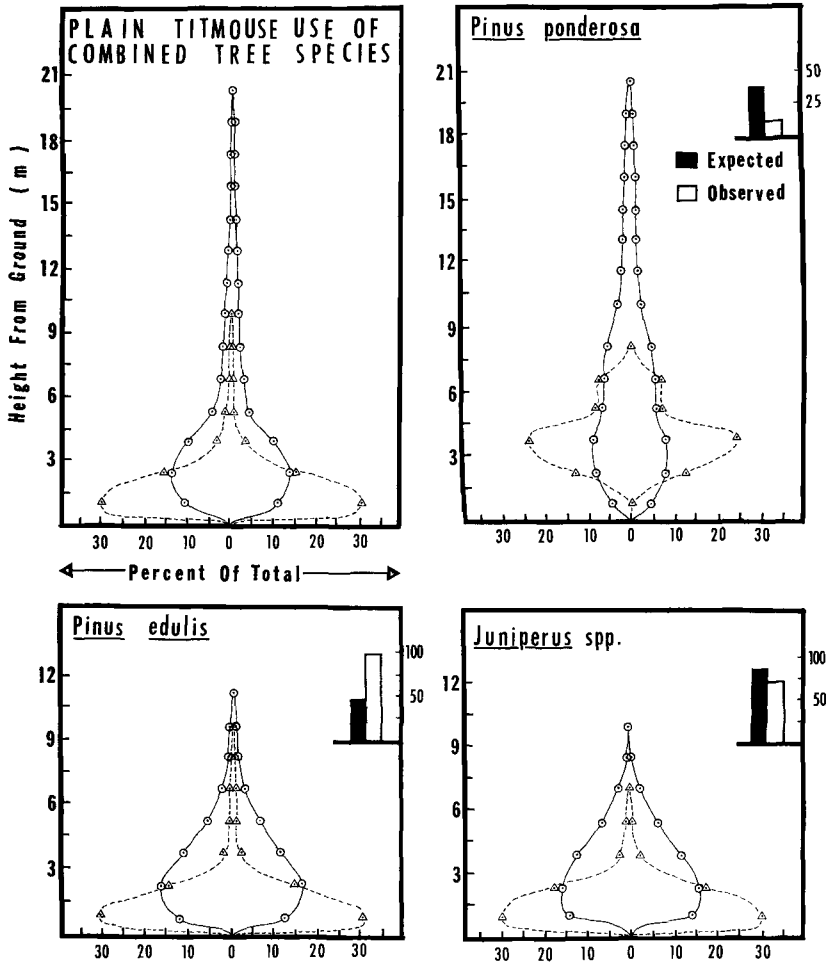 PLAIN TITMOUSE USE OF
COMBINED TREE SPECIES
Height From Ground (m)
21
18
15
12
9
6
3
30 20 10 0 10 20 30
Percent Of Total
Pinus ponderosa
50
25
Expected
Observed
21
18
15
12
9
6
3
30 20 10 0 10 20 30
Pinus edulis
100
50
12
9
6
3
30 20 10 0 10 20 30
Juniperus spp.
100
50
12
9
6
3
30 20 10 0 10 20 30